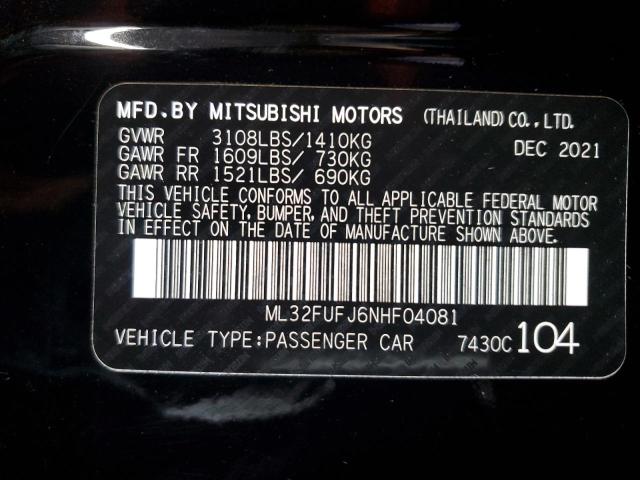 MFD.BY MITSUBISHI MOTORS (THAILAND)CO.,LTD.
GVWR 3108LBS/1410KG DEC 2021
GAWR FR 1609LBS/ 730KG
GAWR RR 1521LBS/ 690KG
THIS VEHICLE CONFORMS TO ALL APPLICABLE FEDERAL MOTOR
VEHICLE SAFETY, BUMPER, AND THEFT PREVENTION STANDARDS
IN EFFECT ON THE DATE OF MANUFACTURE SHOWN ABOVE.
ML32FUFJ6NHF04081
VEHICLE TYPE:PASSENGER CAR 7430C 104